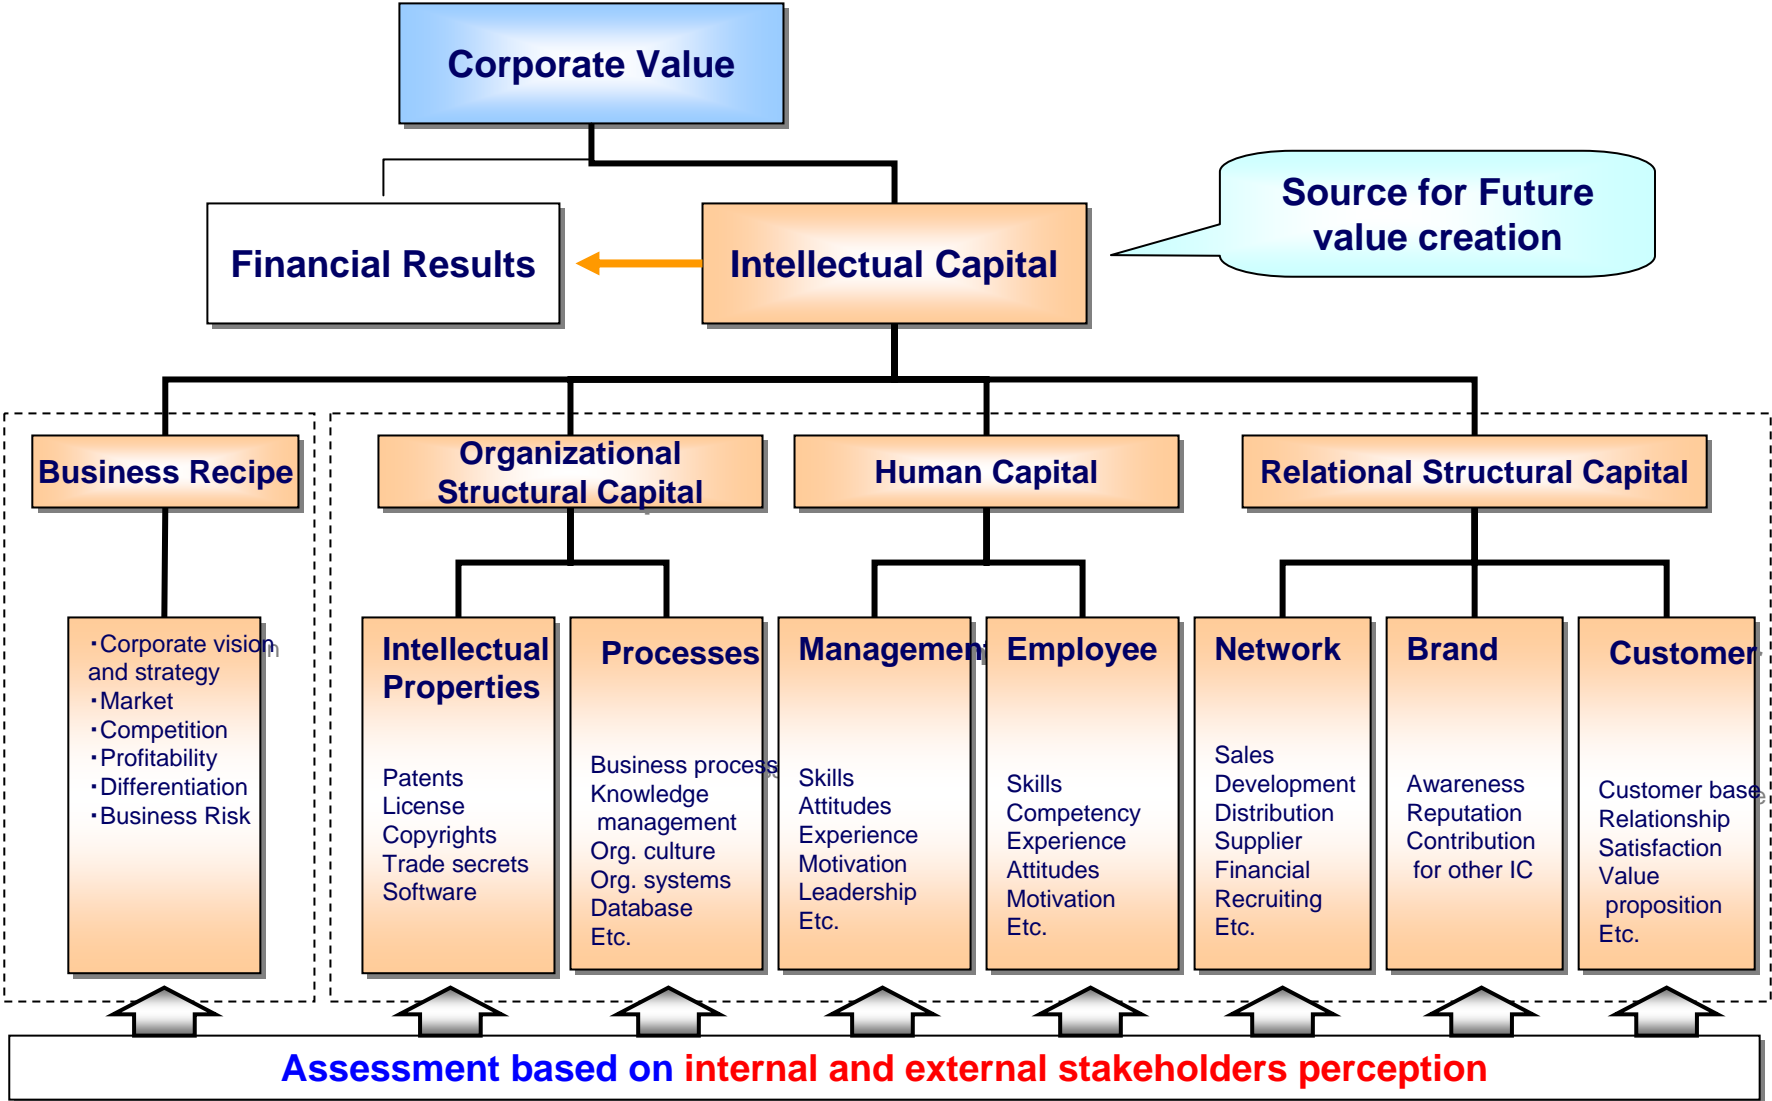 Corporate Value
Source for Future
value creation
Financial Results
Intellectual Capital
Business Recipe
Organizational
Structural Capital
Human Capital
Relational Structural Capital
・Corporate vision
and strategy
・Market
・Competition
・Profitability
・Differentiation
・Business Risk
Intellectual
Properties
Patents
License
Copyrights
Trade secrets
Software
Processes
Business process
Knowledge
management
Org. culture
Org. systems
Database
Etc.
Management
Skills
Attitudes
Experience
Motivation
Leadership
Etc.
Employee
Skills
Competency
Experience
Attitudes
Motivation
Etc.
Network
Sales
Development
Distribution
Supplier
Financial
Recruiting
Etc.
Brand
Awareness
Reputation
Contribution
for other IC
Customer
Customer base
Relationship
Satisfaction
Value
proposition
Etc.
Assessment based on internal and external stakeholders perception